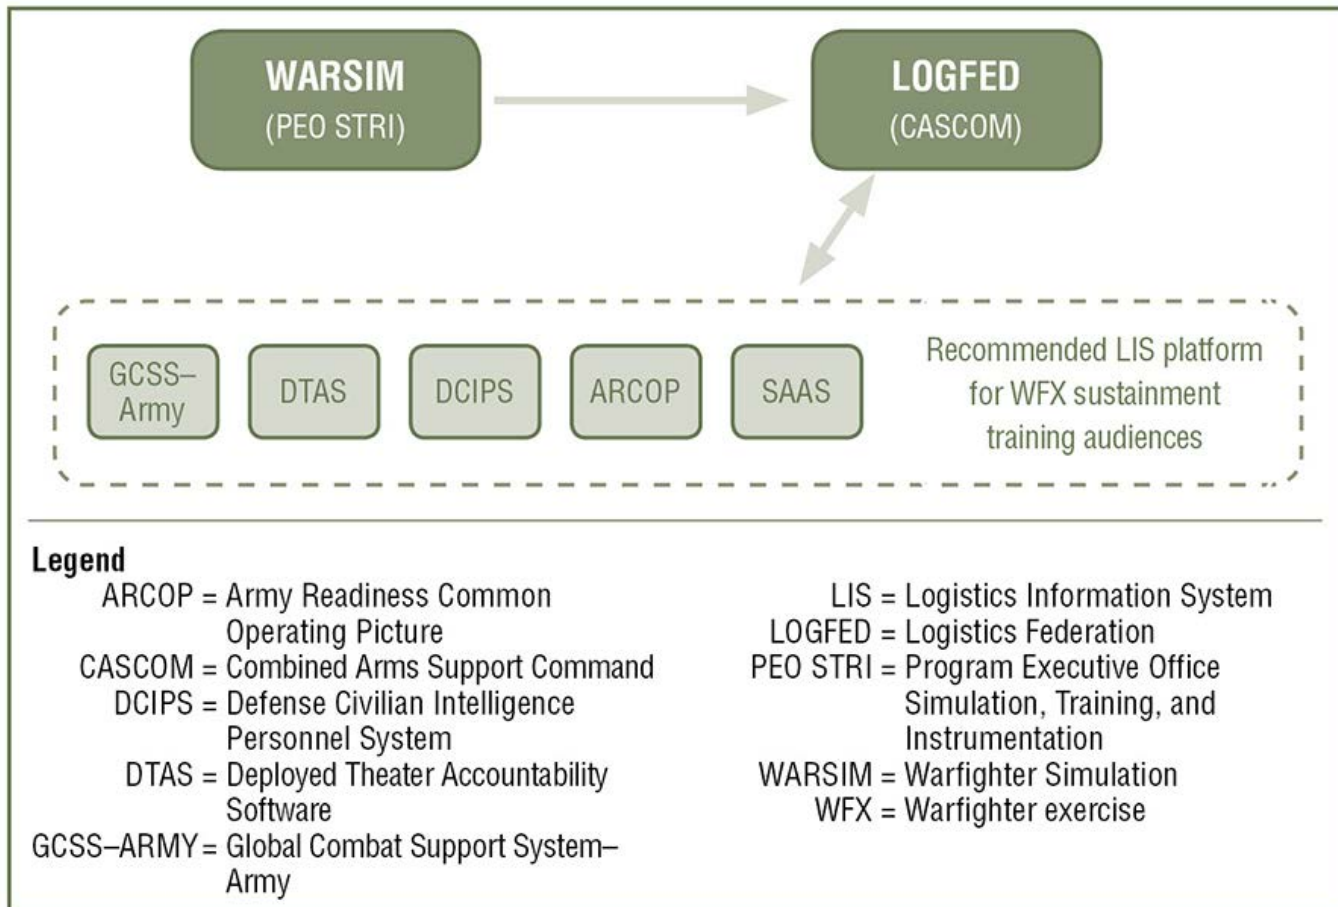 WARSIM
(PEO STRI)
LOGFED
(CASCOM)
GCSS–
Army
DTAS
DCIPS
ARCOP
SAAS
Recommended LIS platform
for WFX sustainment
training audiences
Legend
ARCOP = Army Readiness Common
Operating Picture
CASCOM = Combined Arms Support Command
DCIPS = Defense Civilian Intelligence
Personnel System
DTAS = Deployed Theater Accountability
Software
GCSS–ARMY = Global Combat Support System–
Army
LIS = Logistics Information System
LOGFED = Logistics Federation
PEO STRI = Program Executive Office
Simulation, Training, and
Instrumentation
WARSIM = Warfighter Simulation
WFX = Warfighter exercise